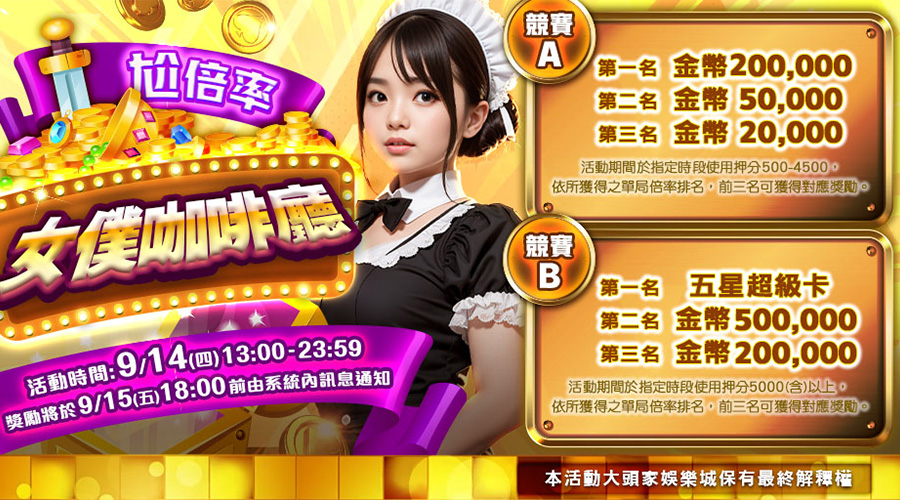 尬倍率
女僕咖啡廳
活動時間:9/14(四)13:00-23:59
獎勵將於9/15(五)18:00前由系統內訊息通知
競賽
A
第一名 金幣200,000
第二名 金幣 50,000
第三名 金幣 20,000
活動期間於指定時段使用押分500-4500,
依所獲得之單局倍率排名,前三名可獲得對應獎勵。
競賽
B
第一名 五星超級卡
第二名 金幣500,000
第三名 金幣200,000
活動期間於指定時段使用押分5000(含)以上,
依所獲得之單局倍率排名,前三名可獲得對應獎勵。
本活動大頭家娛樂城保有最終解釋權